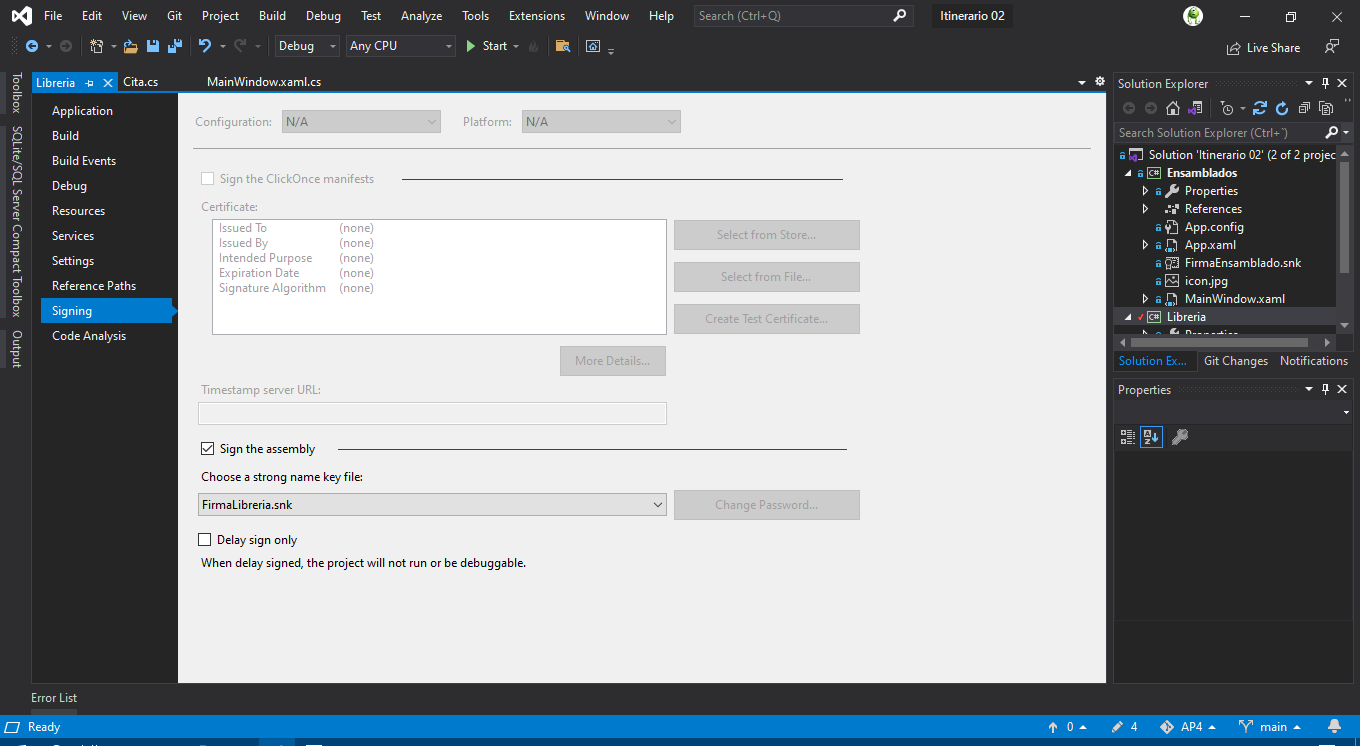 File Edit View Git Project Build Debug Test Analyze Tools Extensions Window Help Search (Ctrl+Q) Itinerario 02
Debug Any CPU Start Live Share
Toolbox
SQLite/SQL Server Compact Toolbox
Output
Libreria Cita.cs MainWindow.xaml.cs
Application
Build
Build Events
Debug
Resources
Services
Settings
Reference Paths
Signing
Code Analysis
Configuration: N/A Platform: N/A
Sign the ClickOnce manifests
Certificate:
Issued To (none)
Issued By (none)
Intended Purpose (none)
Expiration Date (none)
Signature Algorithm (none)
Select from Store...
Select from File...
Create Test Certificate...
More Details...
Timestamp server URL:
Sign the assembly
Choose a strong name key file:
FirmaLibreria.snk Change Password...
Delay sign only
When delay signed, the project will not run or be debuggable.
Solution Explorer
Search Solution Explorer (Ctrl+`)
Solution 'Itinerario 02' (2 of 2 projec
C# Ensamblados
Properties
References
App.config
App.xaml
FirmaEnsamblado.snk
icon.jpg
MainWindow.xaml
C# Libreria
Properties
Solution Ex... Git Changes Notifications
Properties
Error List
Ready 0 4 AP4 main